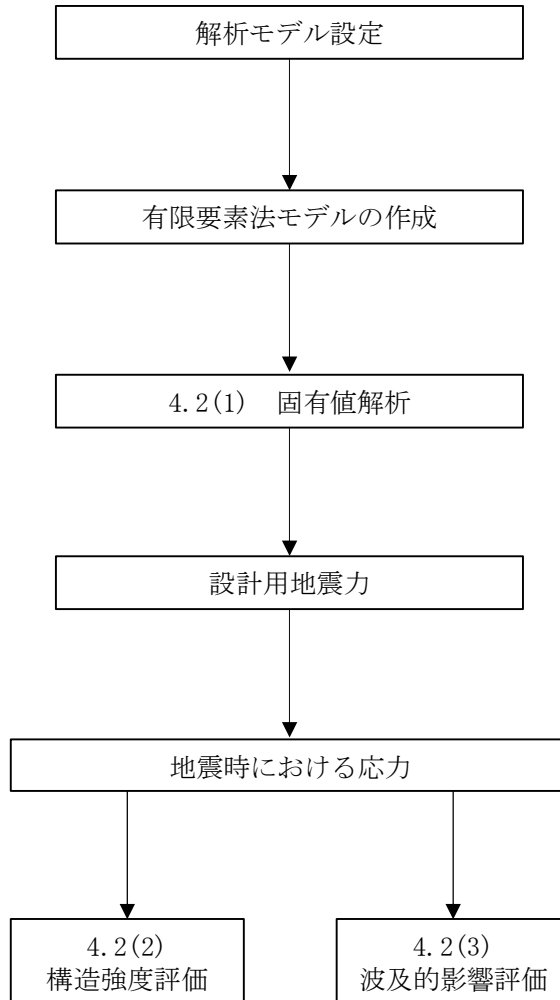 解析モデル設定
有限要素法モデルの作成
4.2(1)　固有値解析
設計用地震力
地震時における応力
4.2(2)
構造強度評価
4.2(3)
波及的影響評価